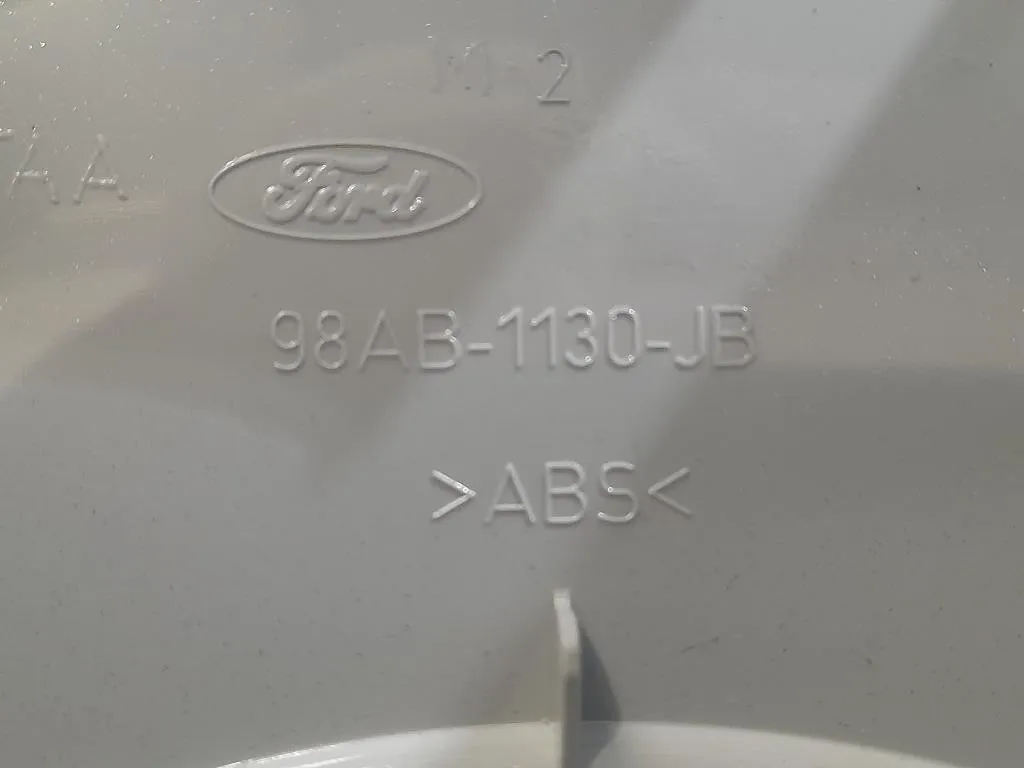 2
AA
Ford
98AB-1130-JB
>ABS<